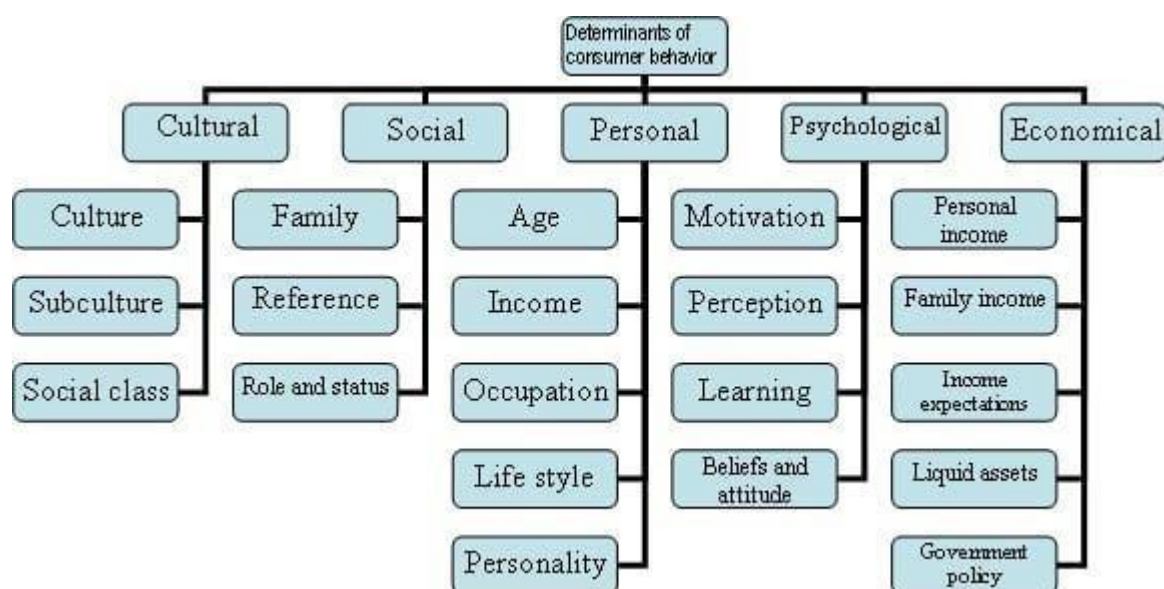 Determinants of
consumer behavior
Cultural
Social
Personal
Psychological
Economical
Culture
Family
Age
Motivation
Personal
income
Subculture
Reference
Income
Perception
Family income
Social class
Role and status
Occupation
Learning
Income
expectations
Life style
Beliefs and
attitude
Liquid assets
Personality
Government
policy